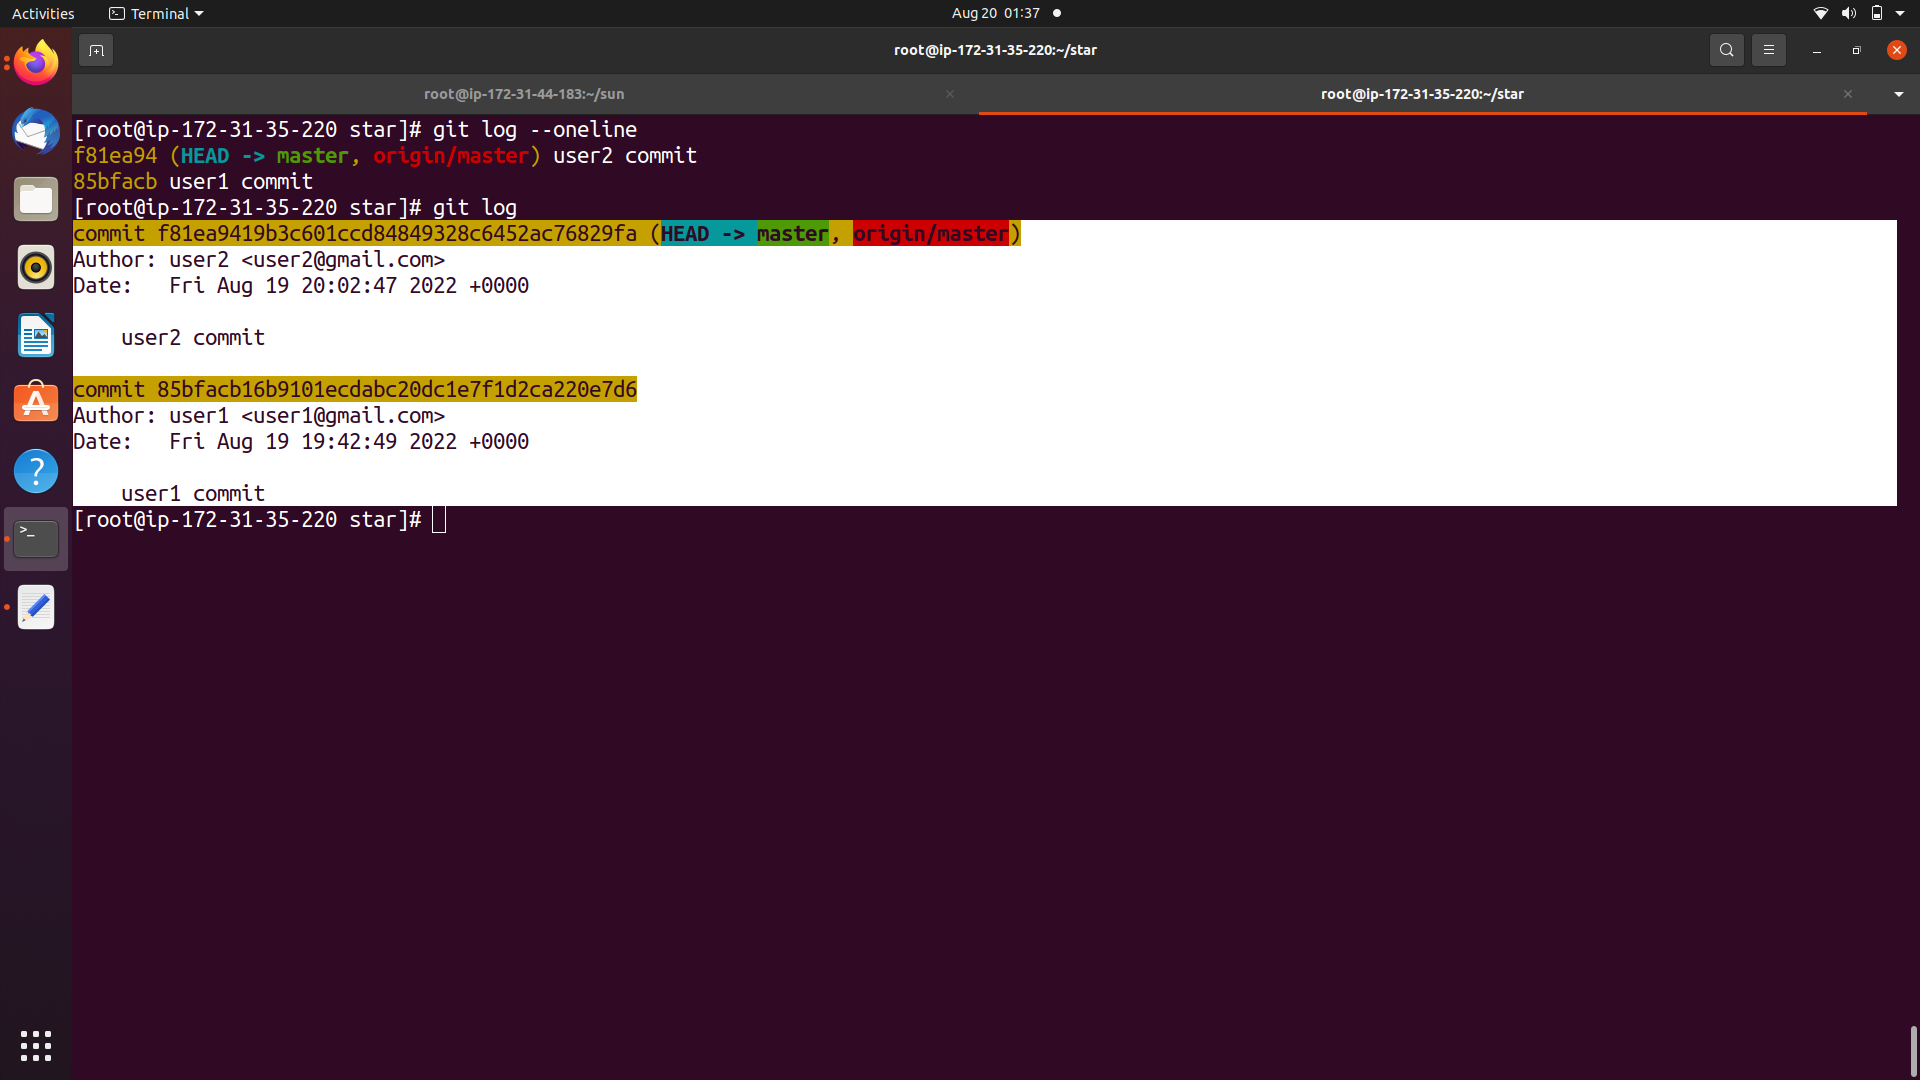 Activities
Terminal
Aug 20 01:37
root@ip-172-31-35-220:~/star
root@ip-172-31-44-183:~/sun
root@ip-172-31-35-220:~/star
[root@ip-172-31-35-220 star]# git log --oneline
f81ea94 (HEAD -> master, origin/master) user2 commit
85bfacb user1 commit
[root@ip-172-31-35-220 star]# git log
commit f81ea9419b3c601ccd84849328c6452ac76829fa (HEAD -> master, origin/master)
Author: user2 <user2@gmail.com>
Date:   Fri Aug 19 20:02:47 2022 +0000
    user2 commit
commit 85bfacb16b9101ecdabc20dc1e7f1d2ca220e7d6
Author: user1 <user1@gmail.com>
Date:   Fri Aug 19 19:42:49 2022 +0000
    user1 commit
[root@ip-172-31-35-220 star]#